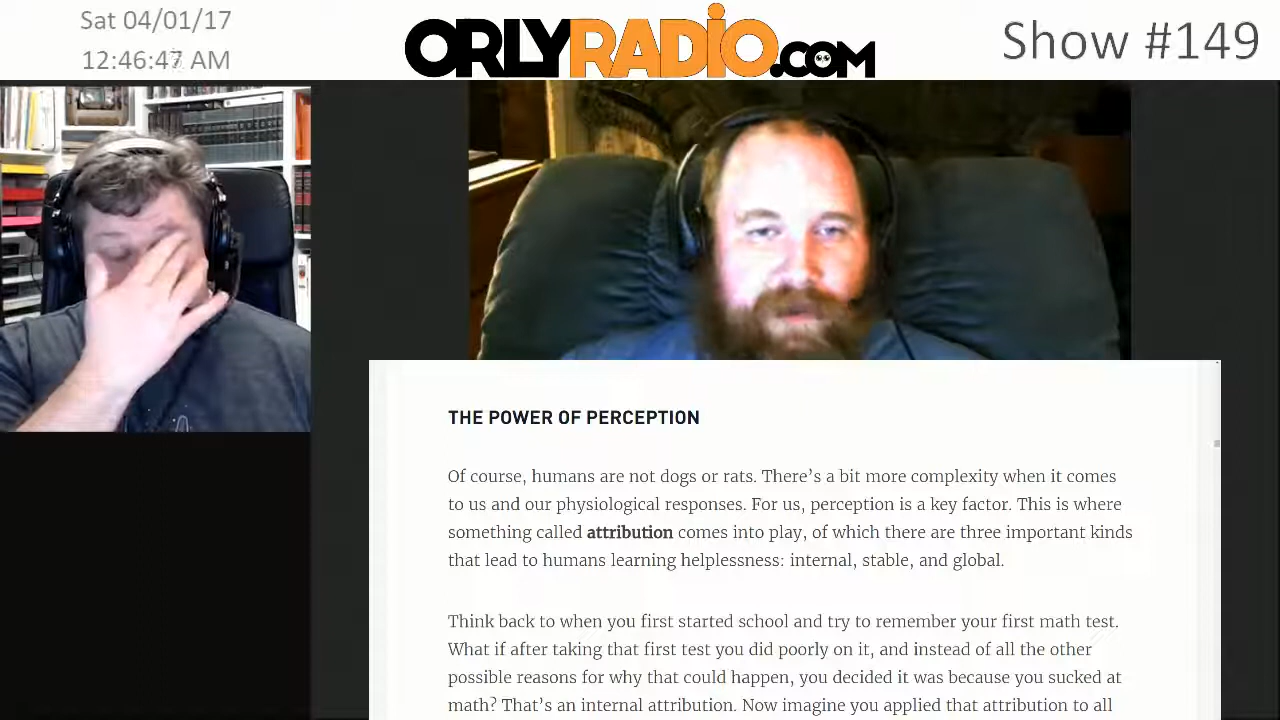 Sat 04/01/17
12:46:47 AM
ORLYRADIO.COM
Show #149
THE POWER OF PERCEPTION
Of course, humans are not dogs or rats. There’s a bit more complexity when it comes
to us and our physiological responses. For us, perception is a key factor. This is where
something called attribution comes into play, of which there are three important kinds
that lead to humans learning helplessness: internal, stable, and global.
Think back to when you first started school and try to remember your first math test.
What if after taking that first test you did poorly on it, and instead of all the other
possible reasons for why that could happen, you decided it was because you sucked at
math? That’s an internal attribution. Now imagine you applied that attribution to all